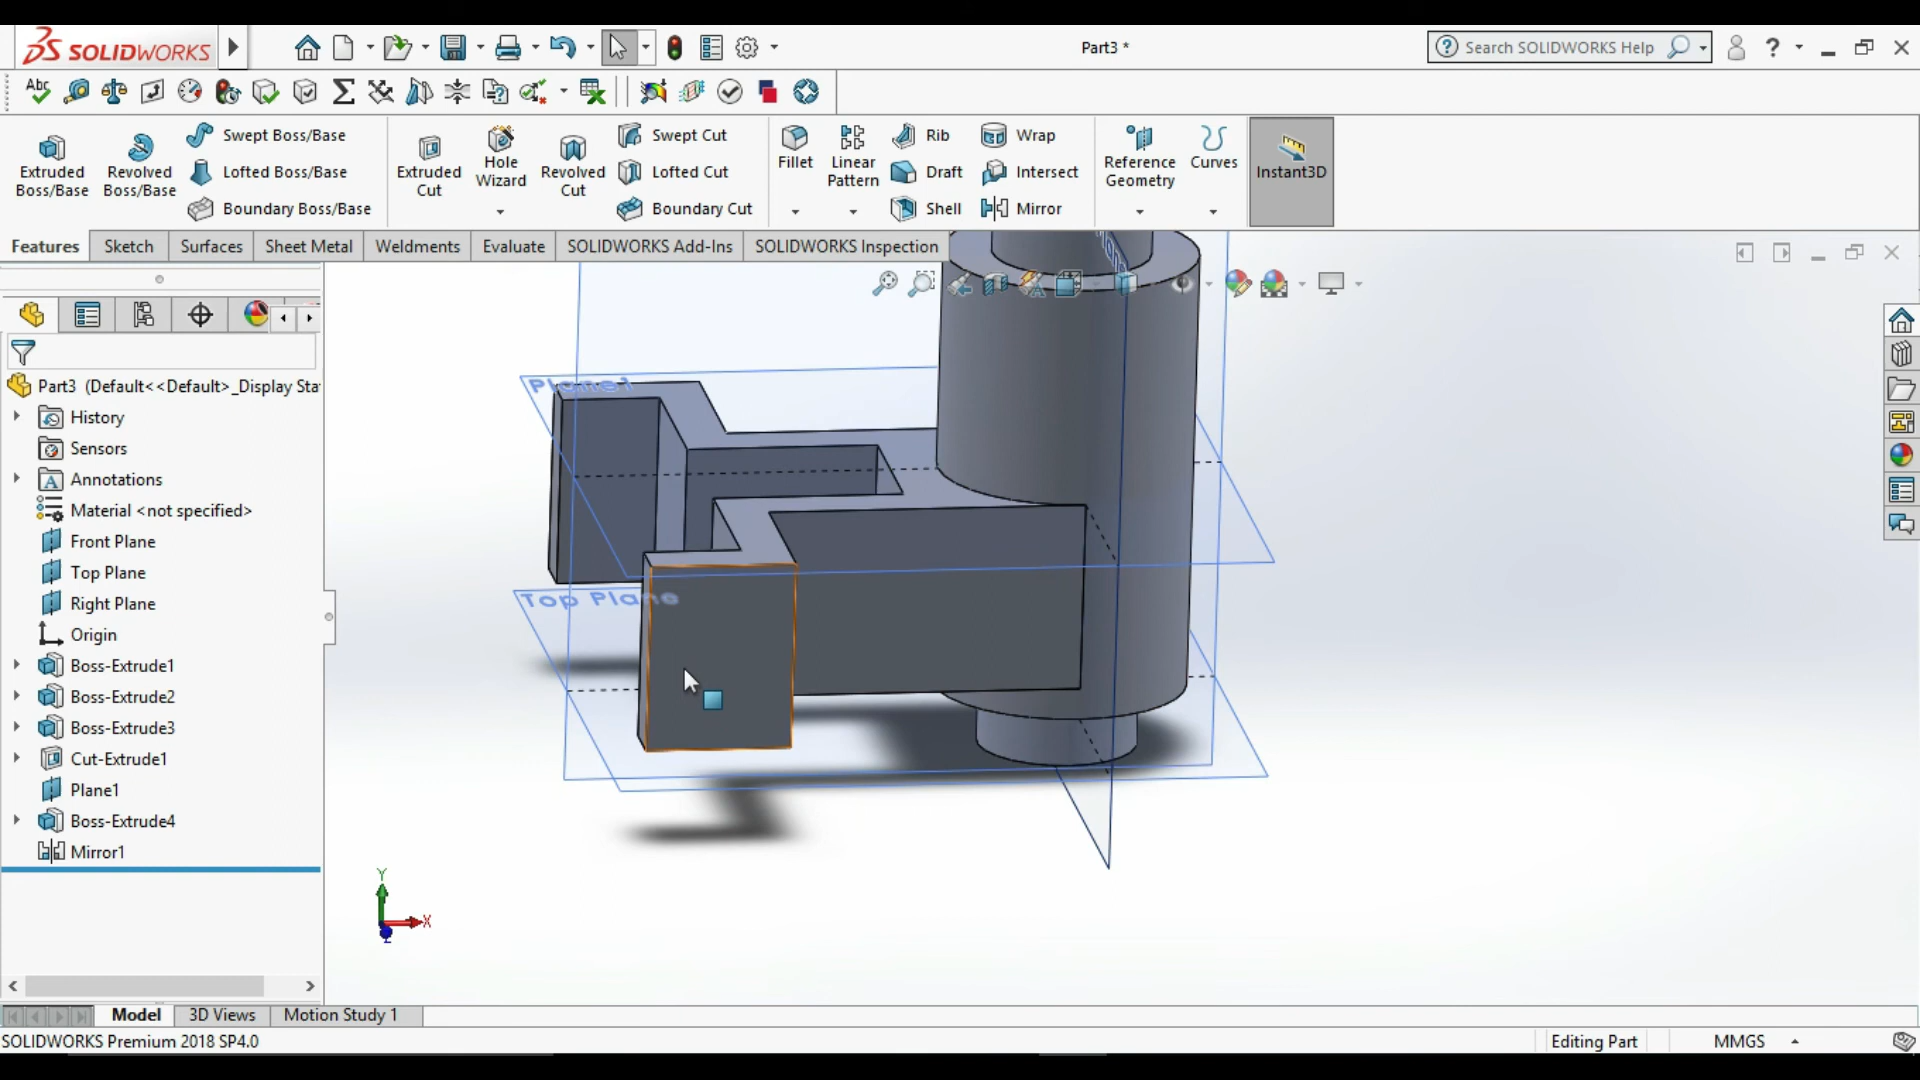 SOLIDWORKS
Part3 *
Search SOLIDWORKS Help
?
Abc
Extruded Boss/Base
Revolved Boss/Base
Swept Boss/Base
Lofted Boss/Base
Boundary Boss/Base
Extruded Cut
Hole Wizard
Revolved Cut
Swept Cut
Lofted Cut
Boundary Cut
Fillet
Linear Pattern
Rib
Draft
Shell
Wrap
Intersect
Mirror
Reference Geometry
Curves
Instant3D
Features
Sketch
Surfaces
Sheet Metal
Weldments
Evaluate
SOLIDWORKS Add-Ins
SOLIDWORKS Inspection
Part3 (Default<<Default>_Display Sta
History
Sensors
Annotations
Material <not specified>
Front Plane
Top Plane
Right Plane
Origin
Boss-Extrude1
Boss-Extrude2
Boss-Extrude3
Cut-Extrude1
Plane1
Boss-Extrude4
Mirror1
Plane1
Top Plane
Y
X
Z
Model
3D Views
Motion Study 1
SOLIDWORKS Premium 2018 SP4.0
Editing Part
MMGS